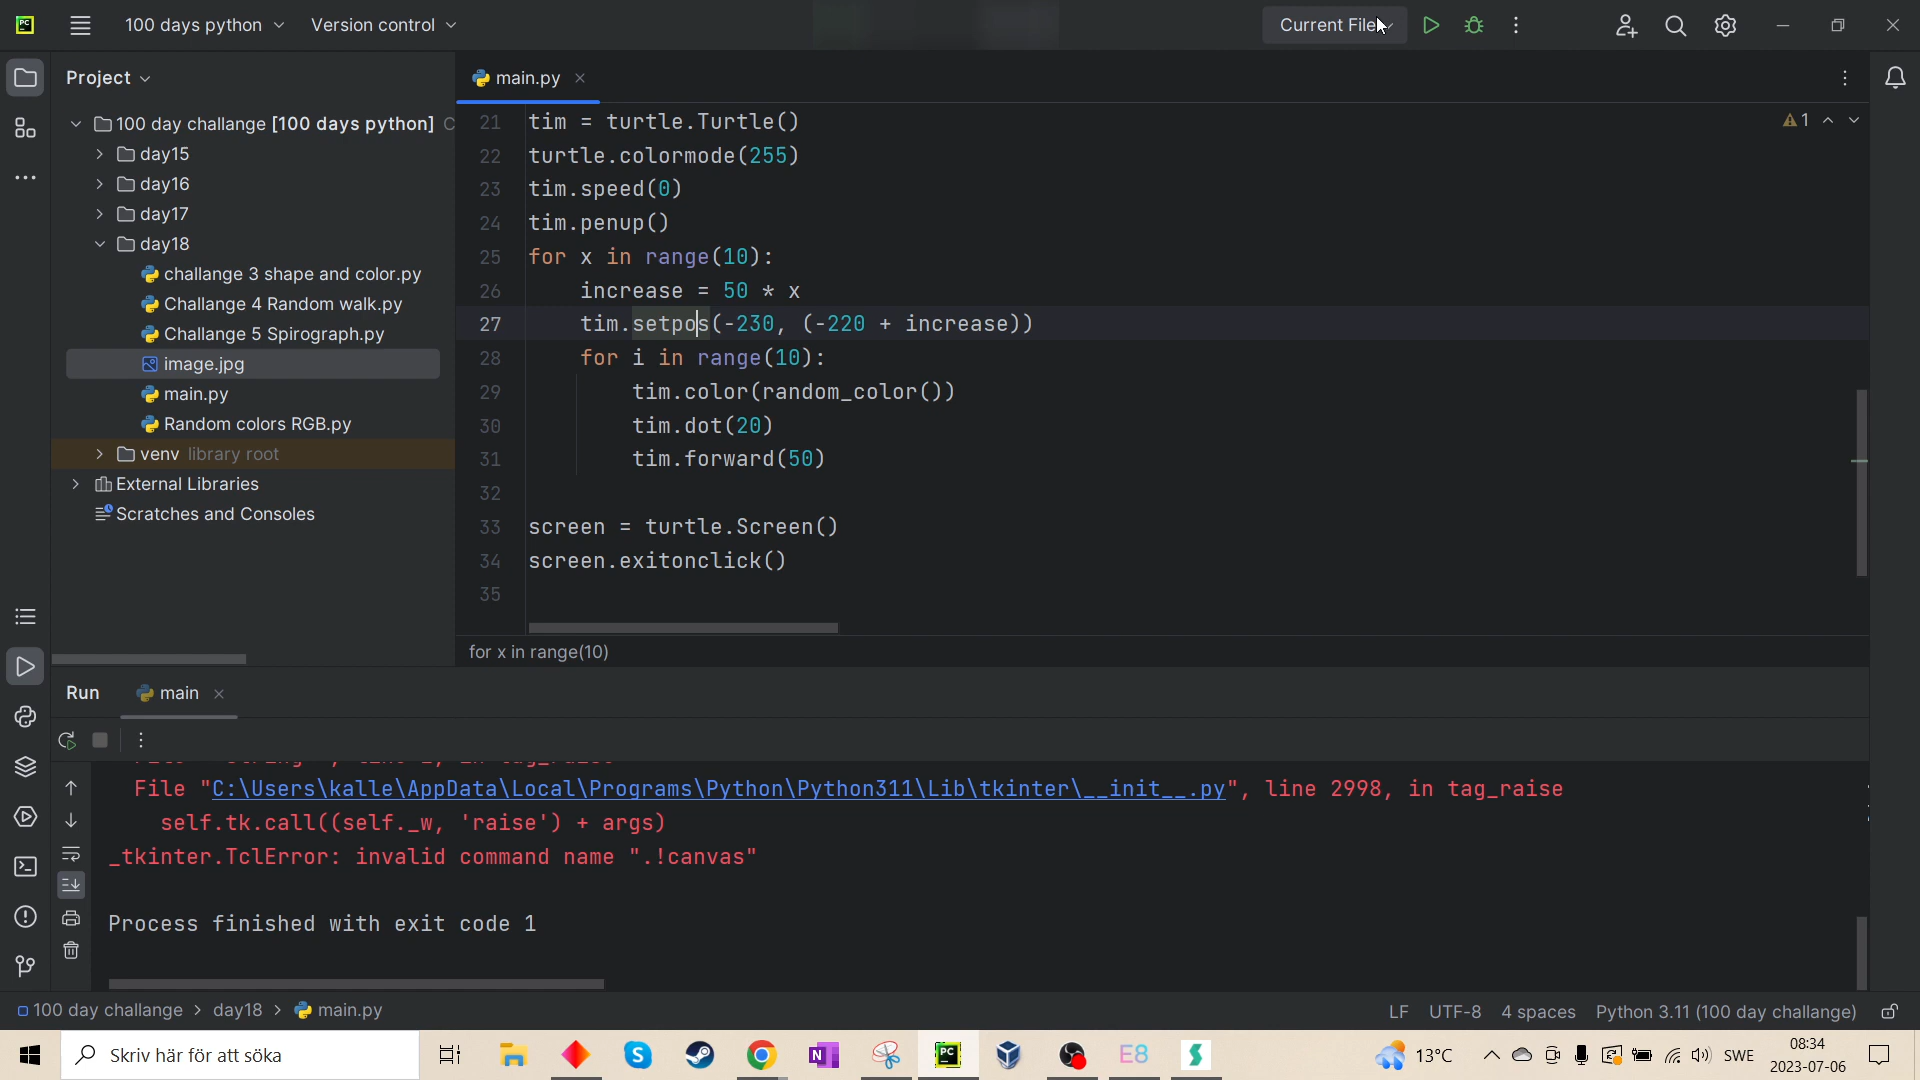 100 days python
Version control
Current File
Project
main.py
100 day challange [100 days python] C
day15
day16
day17
day18
challange 3 shape and color.py
Challange 4 Random walk.py
Challange 5 Spirograph.py
image.jpg
main.py
Random colors RGB.py
venv library root
External Libraries
Scratches and Consoles
21 tim = turtle.Turtle()
22 turtle.colormode(255)
23 tim.speed(0)
24 tim.penup()
25 for x in range(10):
26 increase = 50 * x
27 tim.setpos(-230, (-220 + increase))
28 for i in range(10):
29 tim.color(random_color())
30 tim.dot(20)
31 tim.forward(50)
32
33 screen = turtle.Screen()
34 screen.exitonclick()
35
1
for x in range(10)
Run
main
File "C:\Users\kalle\AppData\Local\Programs\Python\Python311\Lib\tkinter\__init__.py", line 2998, in tag_raise
self.tk.call((self._w, 'raise') + args)
_tkinter.TclError: invalid command name ".!canvas"
Process finished with exit code 1
100 day challange > day18 > main.py
LF UTF-8 4 spaces Python 3.11 (100 day challange)
Skriv här för att söka
E8
13°C
SWE
08:34
2023-07-06